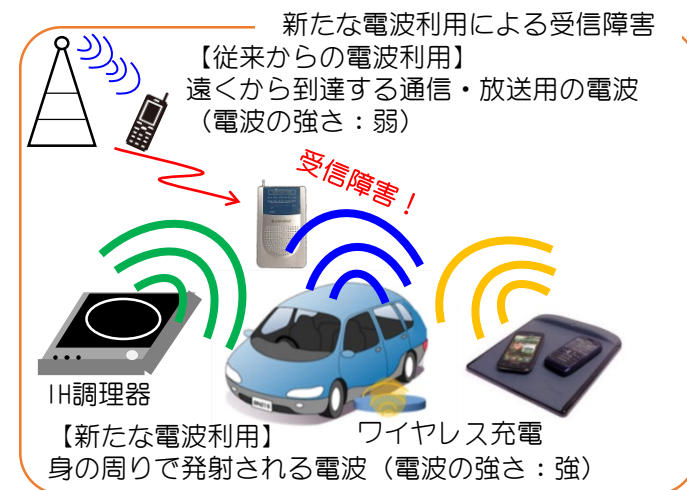 新たな電波利用による受信障害
【従来からの電波利用】
遠くから到達する通信・放送用の電波
（電波の強さ：弱）
受信障害！
IH調理器
ワイヤレス充電
【新たな電波利用】
身の周りで発射される電波（電波の強さ：強）